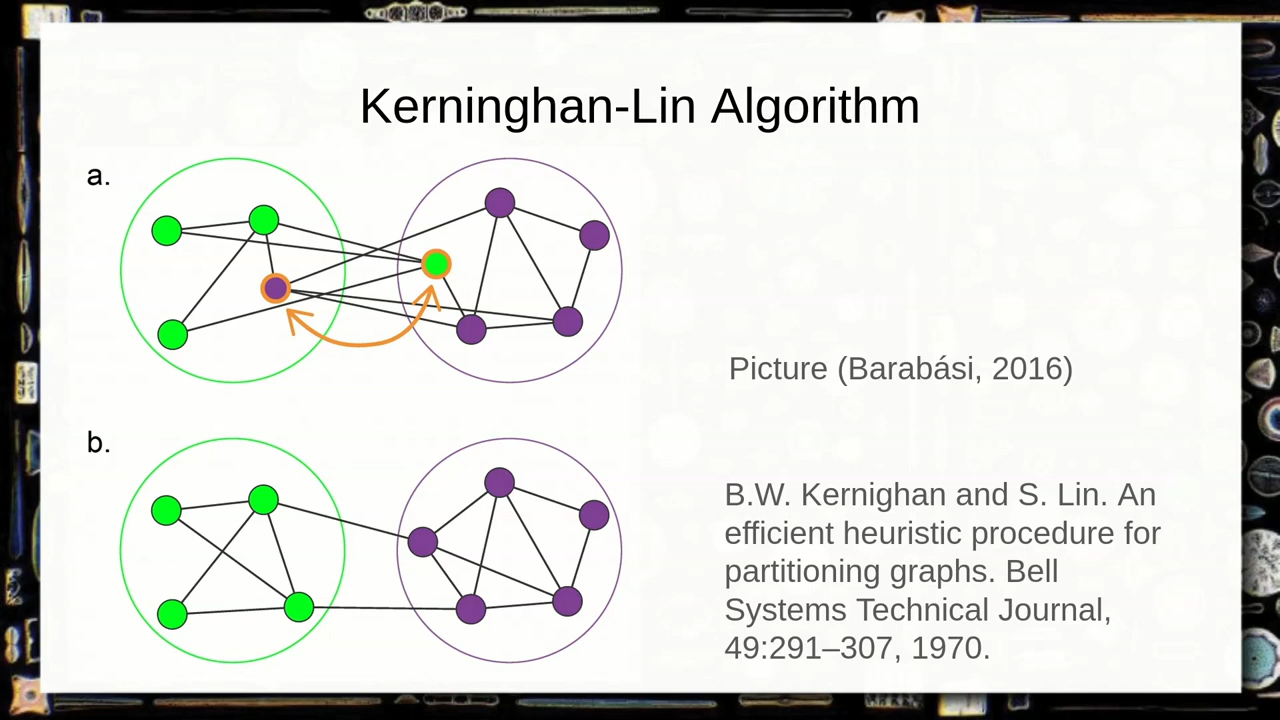 Kerninghan-Lin Algorithm
a.
Picture (Barabási, 2016)
b.
B.W. Kernighan and S. Lin. An
efficient heuristic procedure for
partitioning graphs. Bell
Systems Technical Journal,
49:291–307, 1970.